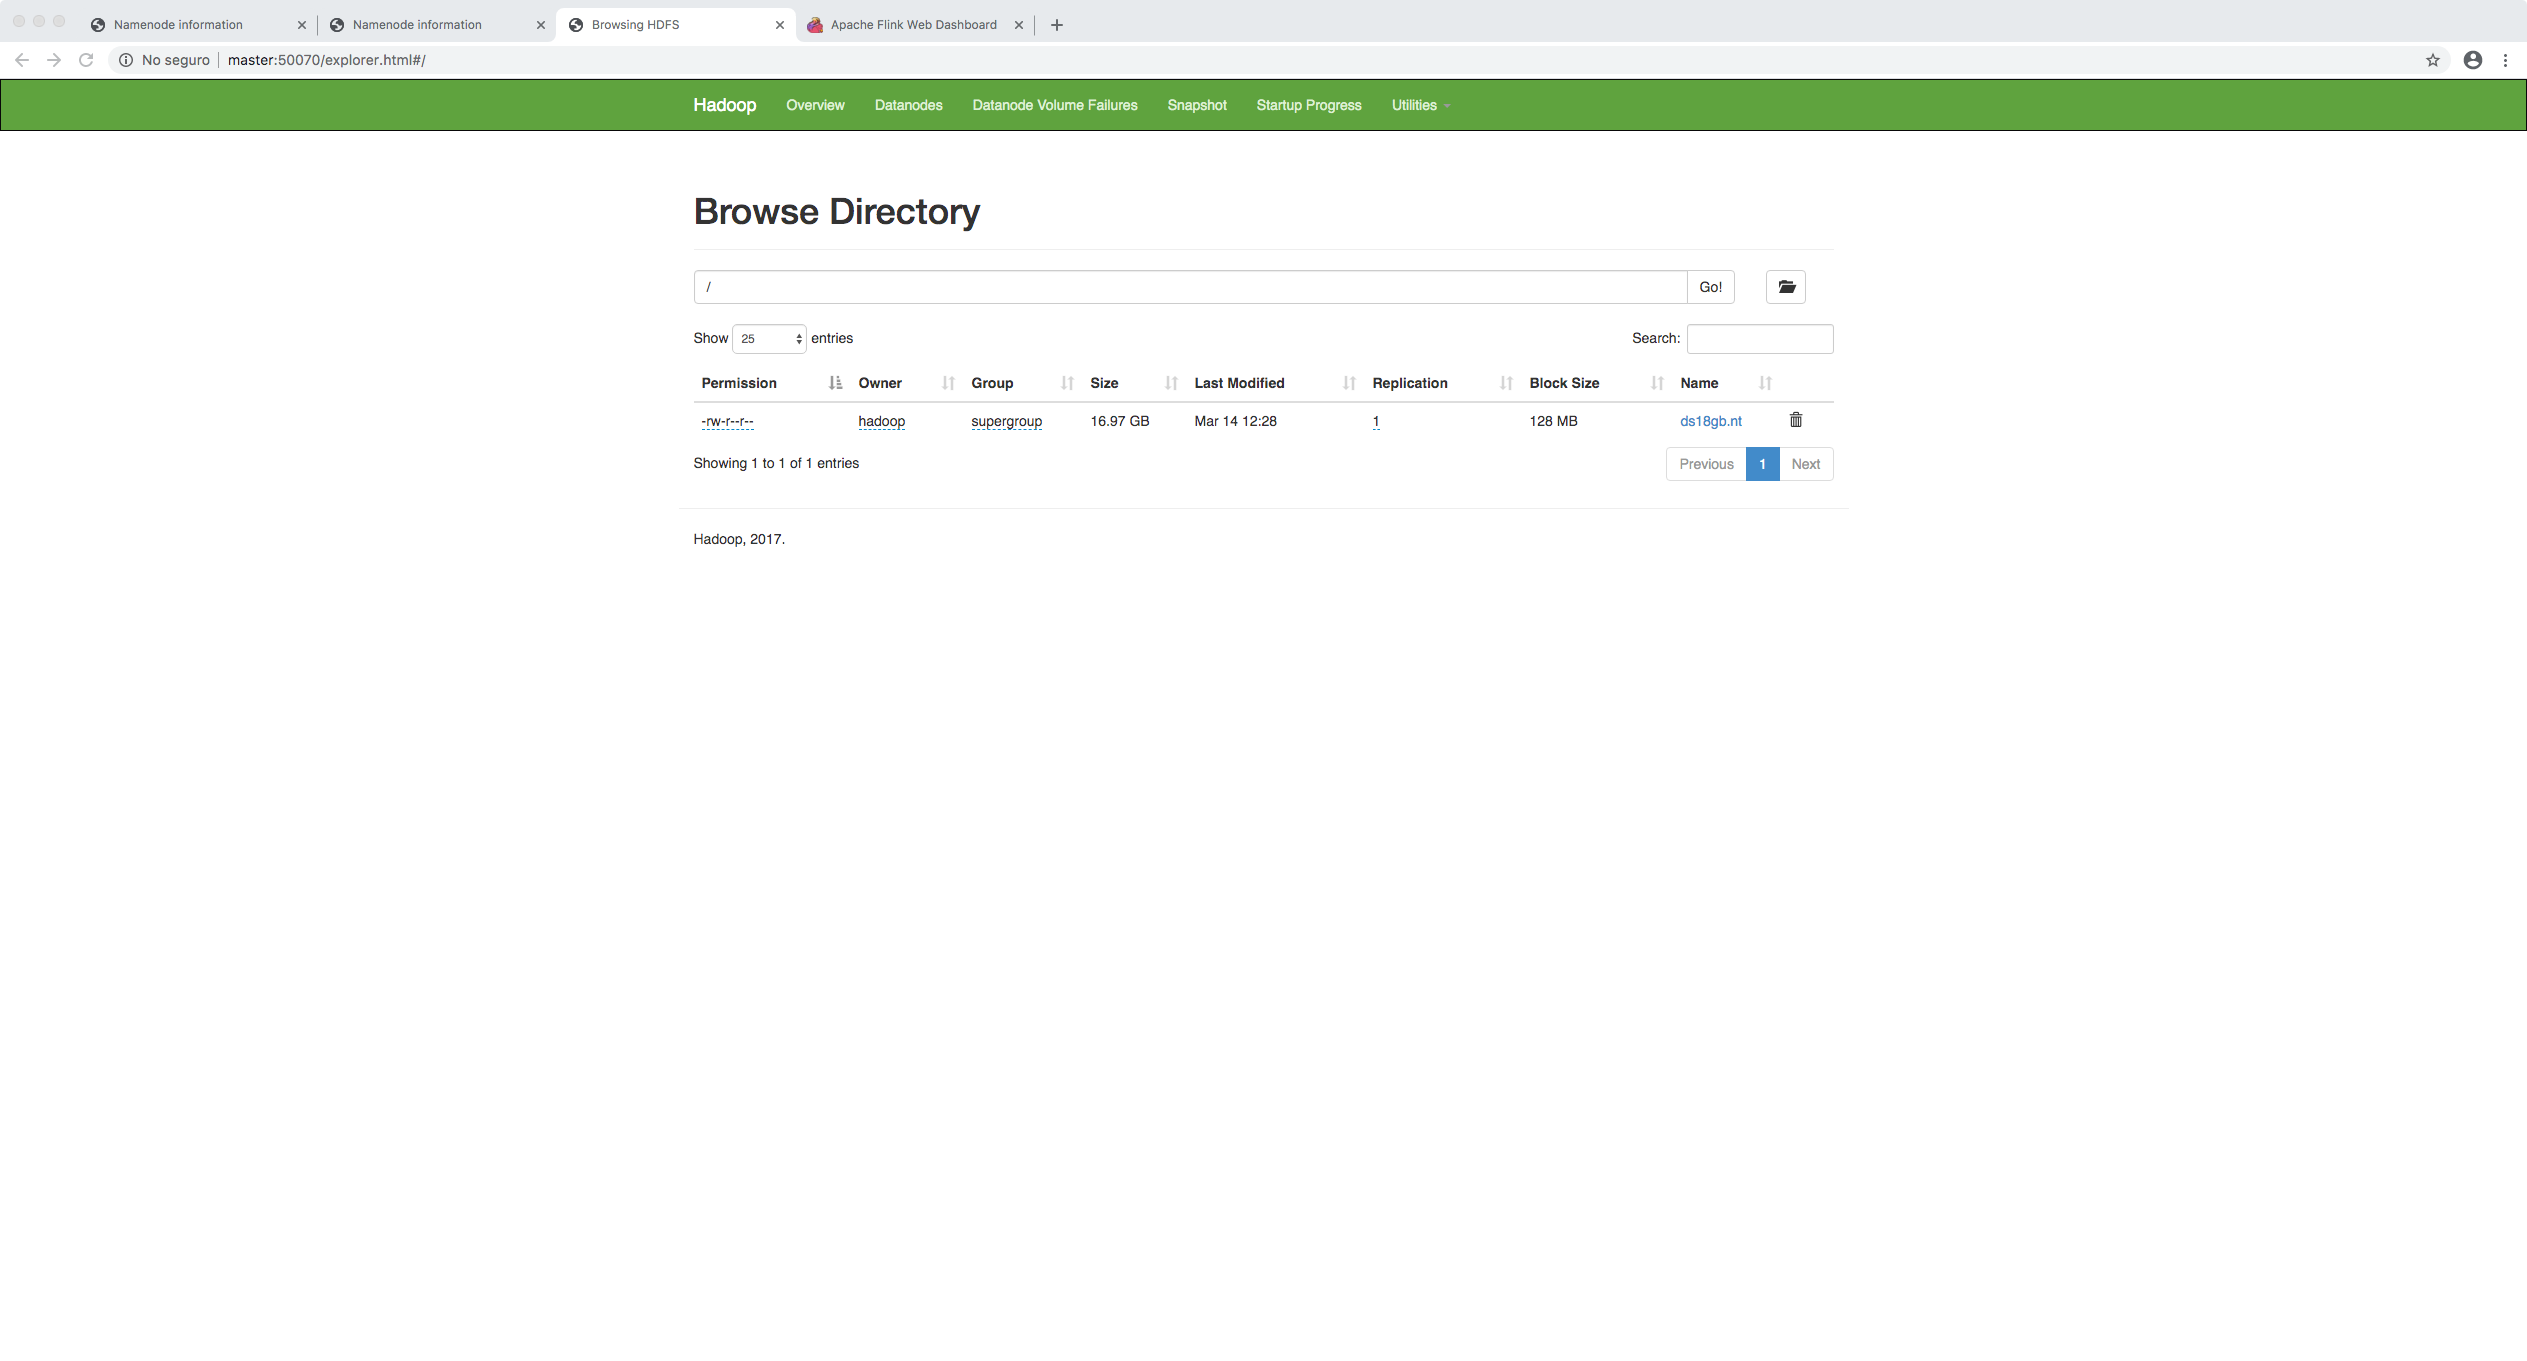 Namenode information Namenode information Browsing HDFS Apache Flink Web Dashboard
No seguro master:50070/explorer.html#/
Hadoop Overview Datanodes Datanode Volume Failures Snapshot Startup Progress Utilities
Browse Directory
/ Go!
Show 25 entries Search:
Permission Owner Group Size Last Modified Replication Block Size Name
-rw-r--r-- hadoop supergroup 16.97 GB Mar 14 12:28 1 128 MB ds18gb.nt
Showing 1 to 1 of 1 entries Previous 1 Next
Hadoop, 2017.